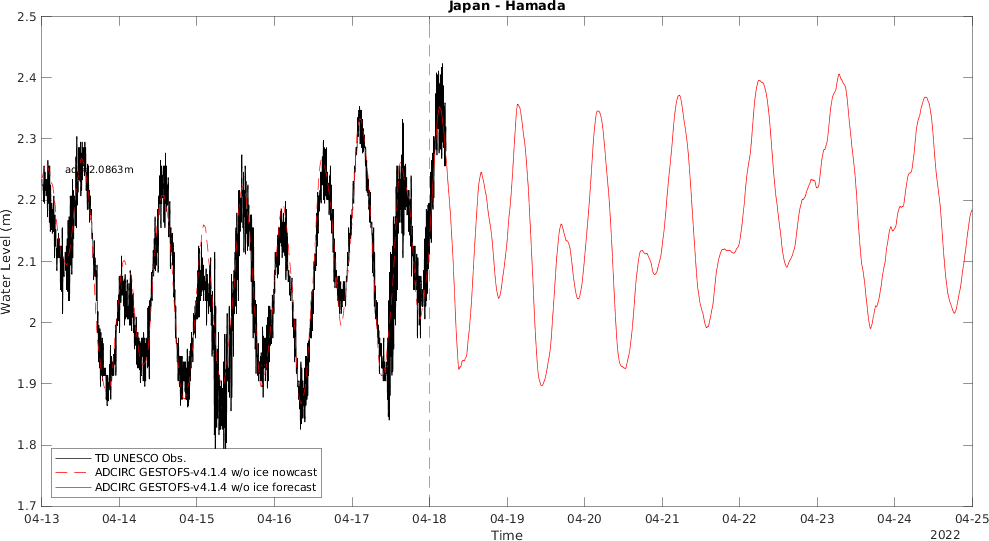 Japan - Hamada
2.5
2.4
2.3
2.2
2.1
2
1.9
1.8
1.7
Water Level (m)
2.0863m
TD UNESCO Obs.
ADCIRC GESTOFS-v4.1.4 w/o ice nowcast
ADCIRC GESTOFS-v4.1.4 w/o ice forecast
04-13 04-14 04-15 04-16 04-17 04-18 04-19 04-20 04-21 04-22 04-23 04-24 04-25
Time
2022